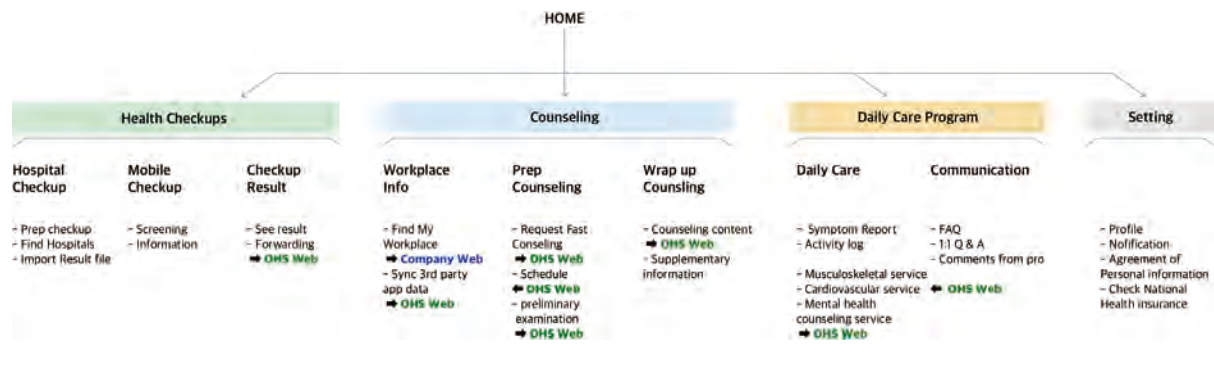 HOME
Health Checkups
Counseling
Daily Care Program
Setting
Hospital
Checkup
- Prep checkup
- Find Hospitals
- Import Result file
Mobile
Checkup
- Screening
- Information
Checkup
Result
- See result
- Forwarding
➡ OHS Web
Workplace
Info
- Find My
Workplace
➡ Company Web
- Sync 3rd party
app data
➡ OHS Web
Prep
Counseling
- Request Fast
Conseling
➡ OHS Web
- Schedule
⬅ OHS Web
- preliminary
examination
➡ OHS Web
Wrap up
Counsling
- Counseling content
➡ OHS Web
- Supplementary
information
Daily Care
- Symptom Report
- Activity log
- Musculoskeletal service
- Cardiovascular service
- Mental health
counseling service
➡ OHS Web
Communication
- FAQ
- 1:1 Q & A
- Comments from pro
⬅ OHS Web
- Profile
- Nofification
- Agreement of
Personal information
- Check National
Health insurance